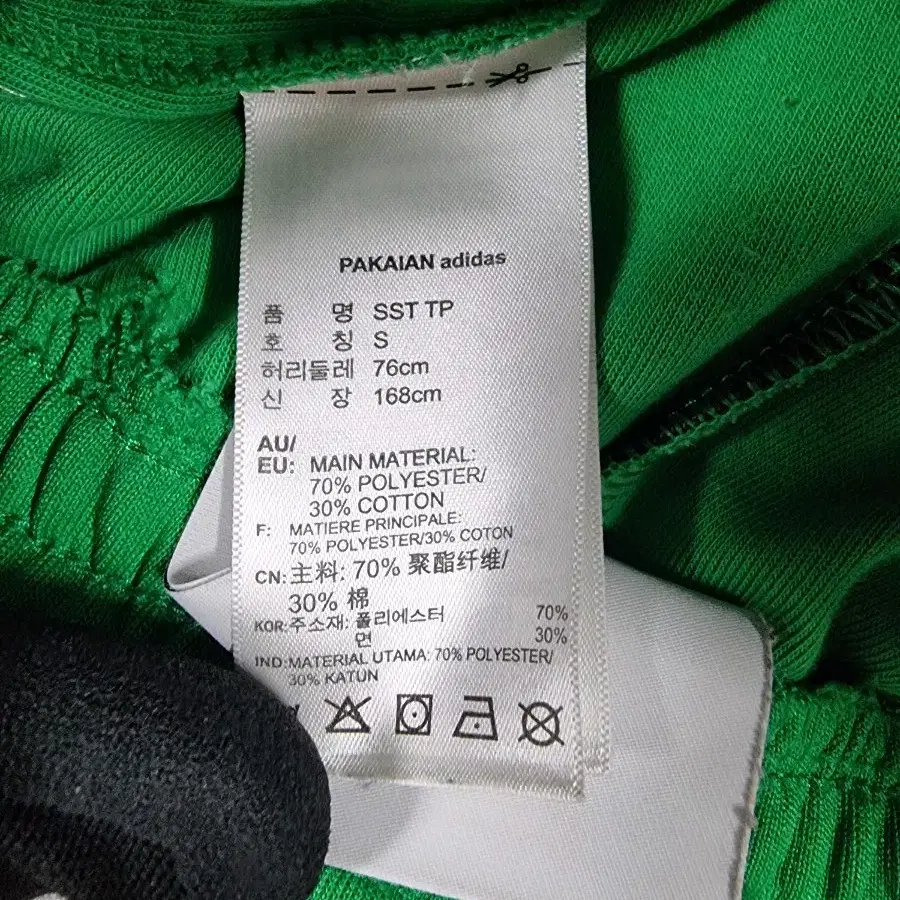 PAKAIAN adidas
품 명 SST TP
호 칭 S
허리둘레 76cm
신 장 168cm
AU/
EU: MAIN MATERIAL:
70% POLYESTER/
30% COTTON
F: MATIERE PRINCIPALE:
70% POLYESTER/30% COTON
CN: 主料: 70% 聚酯纤维/
30% 棉
KOR: 주소재: 폴리에스터 70%
면 30%
IND: MATERIAL UTAMA: 70% POLYESTER/
30% KATUN